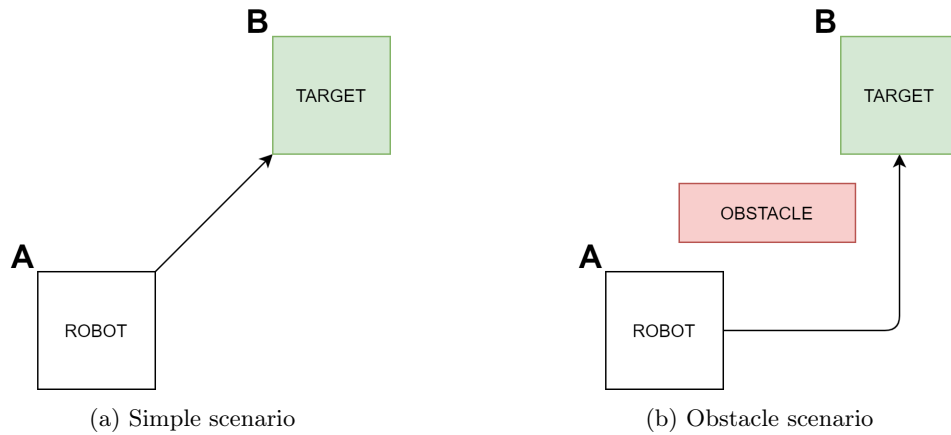 B
TARGET
A
ROBOT
(a) Simple scenario
B
TARGET
OBSTACLE
A
ROBOT
(b) Obstacle scenario